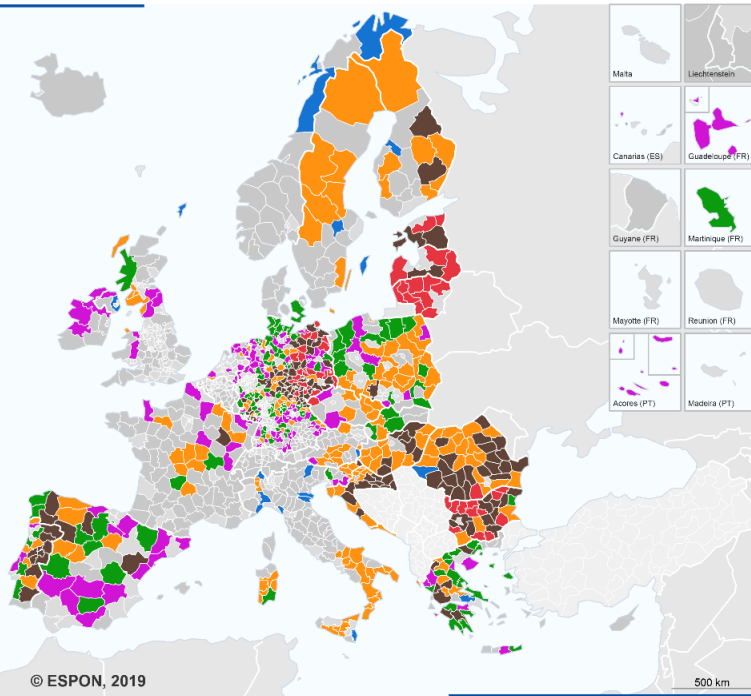 Malta
Liechtenstein
Canarias (ES)
Guadeloupe (FR)
Guyane (FR)
Martinique (FR)
Mayotte (FR)
Reunion (FR)
Acores (PT)
Madeira (PT)
© ESPON, 2019
500 km